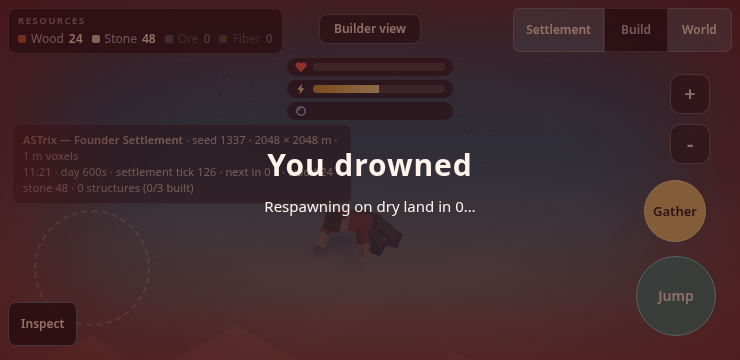 RESOURCES
Wood 24 Stone 48 Ore 0 Fiber 0
Builder view
Settlement Build World
ASTrix — Founder Settlement · seed 1337 · 2048 × 2048 m ·
1 m voxels
11:21 · day 600s · settlement tick 126 · next in 0 24
stone 48 · 0 structures (0/3 built)
You drowned
Respawning on dry land in 0...
+
-
Gather
Jump
Inspect